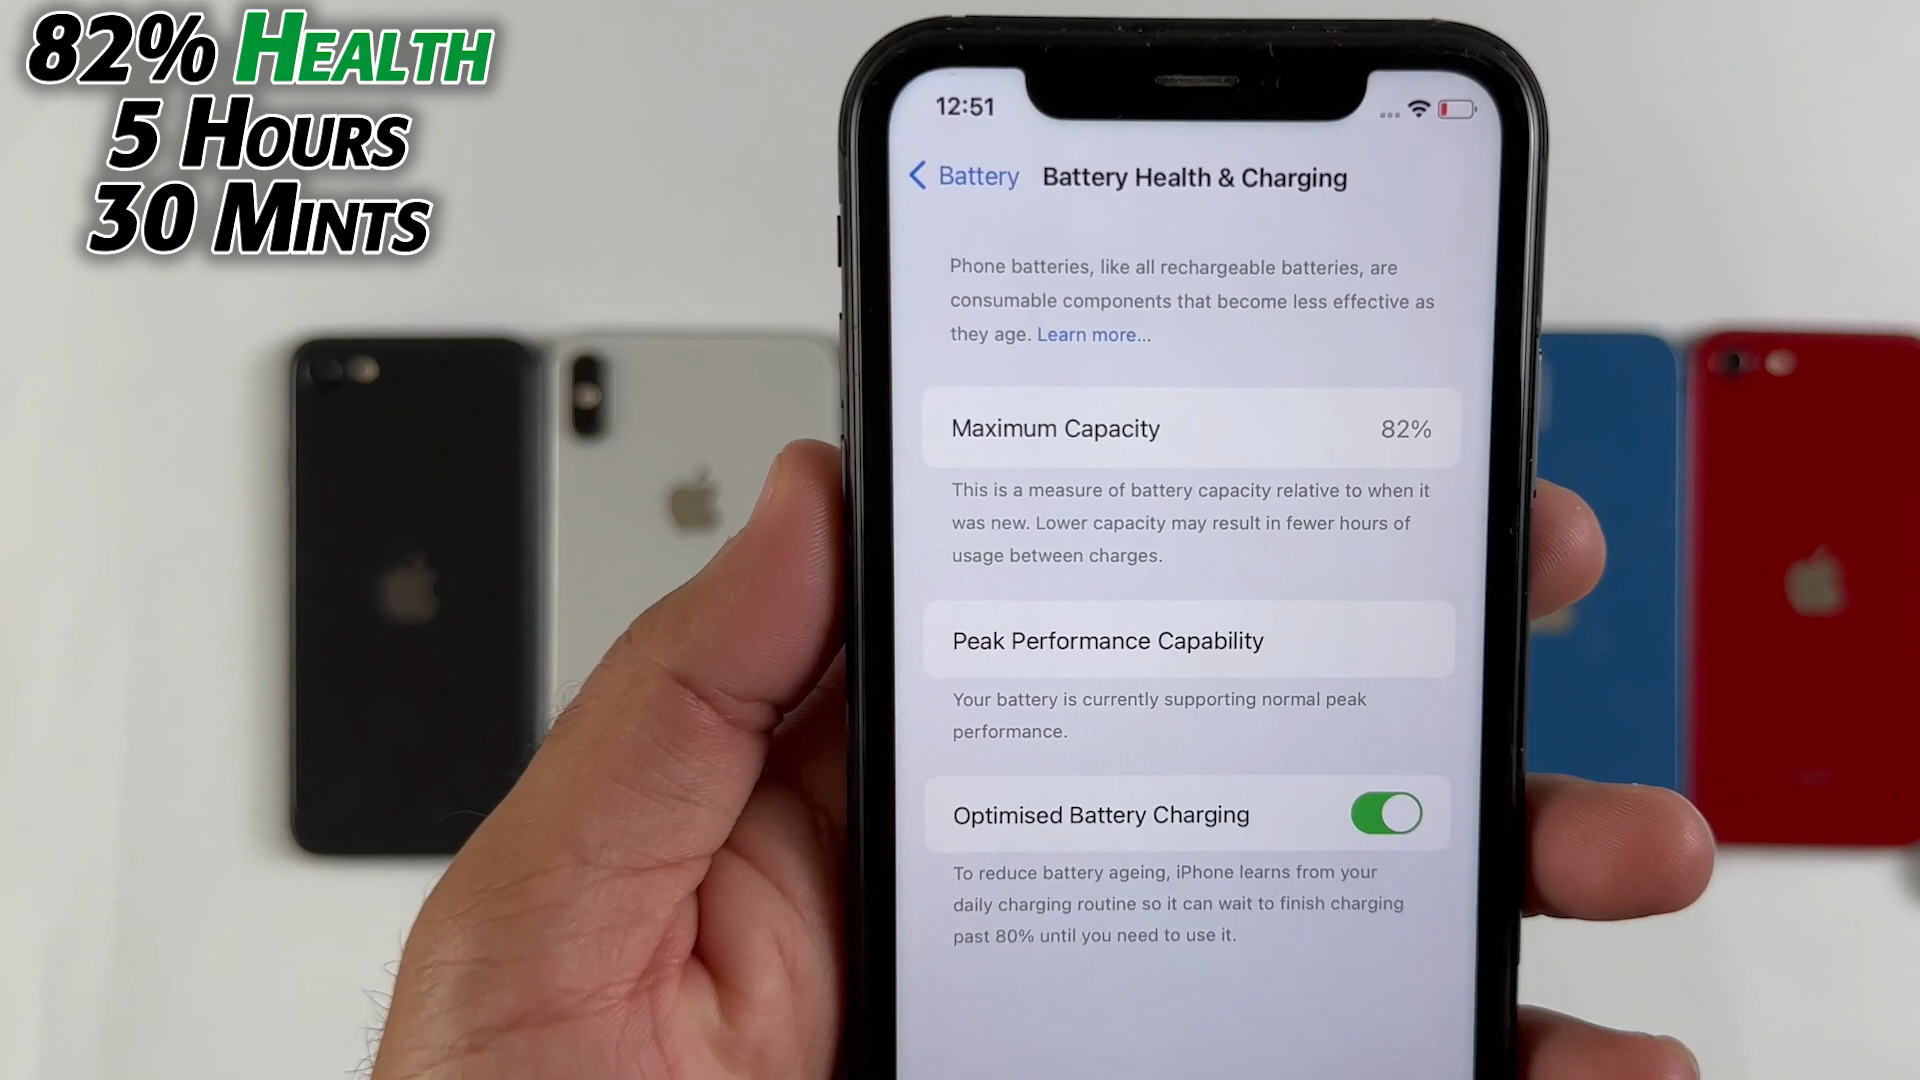 82% HEALTH
5 HOURS
30 MINTS
12:51
Battery
Battery Health & Charging
Phone batteries, like all rechargeable batteries, are
consumable components that become less effective as
they age. Learn more...
Maximum Capacity 82%
This is a measure of battery capacity relative to when it
was new. Lower capacity may result in fewer hours of
usage between charges.
Peak Performance Capability
Your battery is currently supporting normal peak
performance.
Optimised Battery Charging
To reduce battery ageing, iPhone learns from your
daily charging routine so it can wait to finish charging
past 80% until you need to use it.